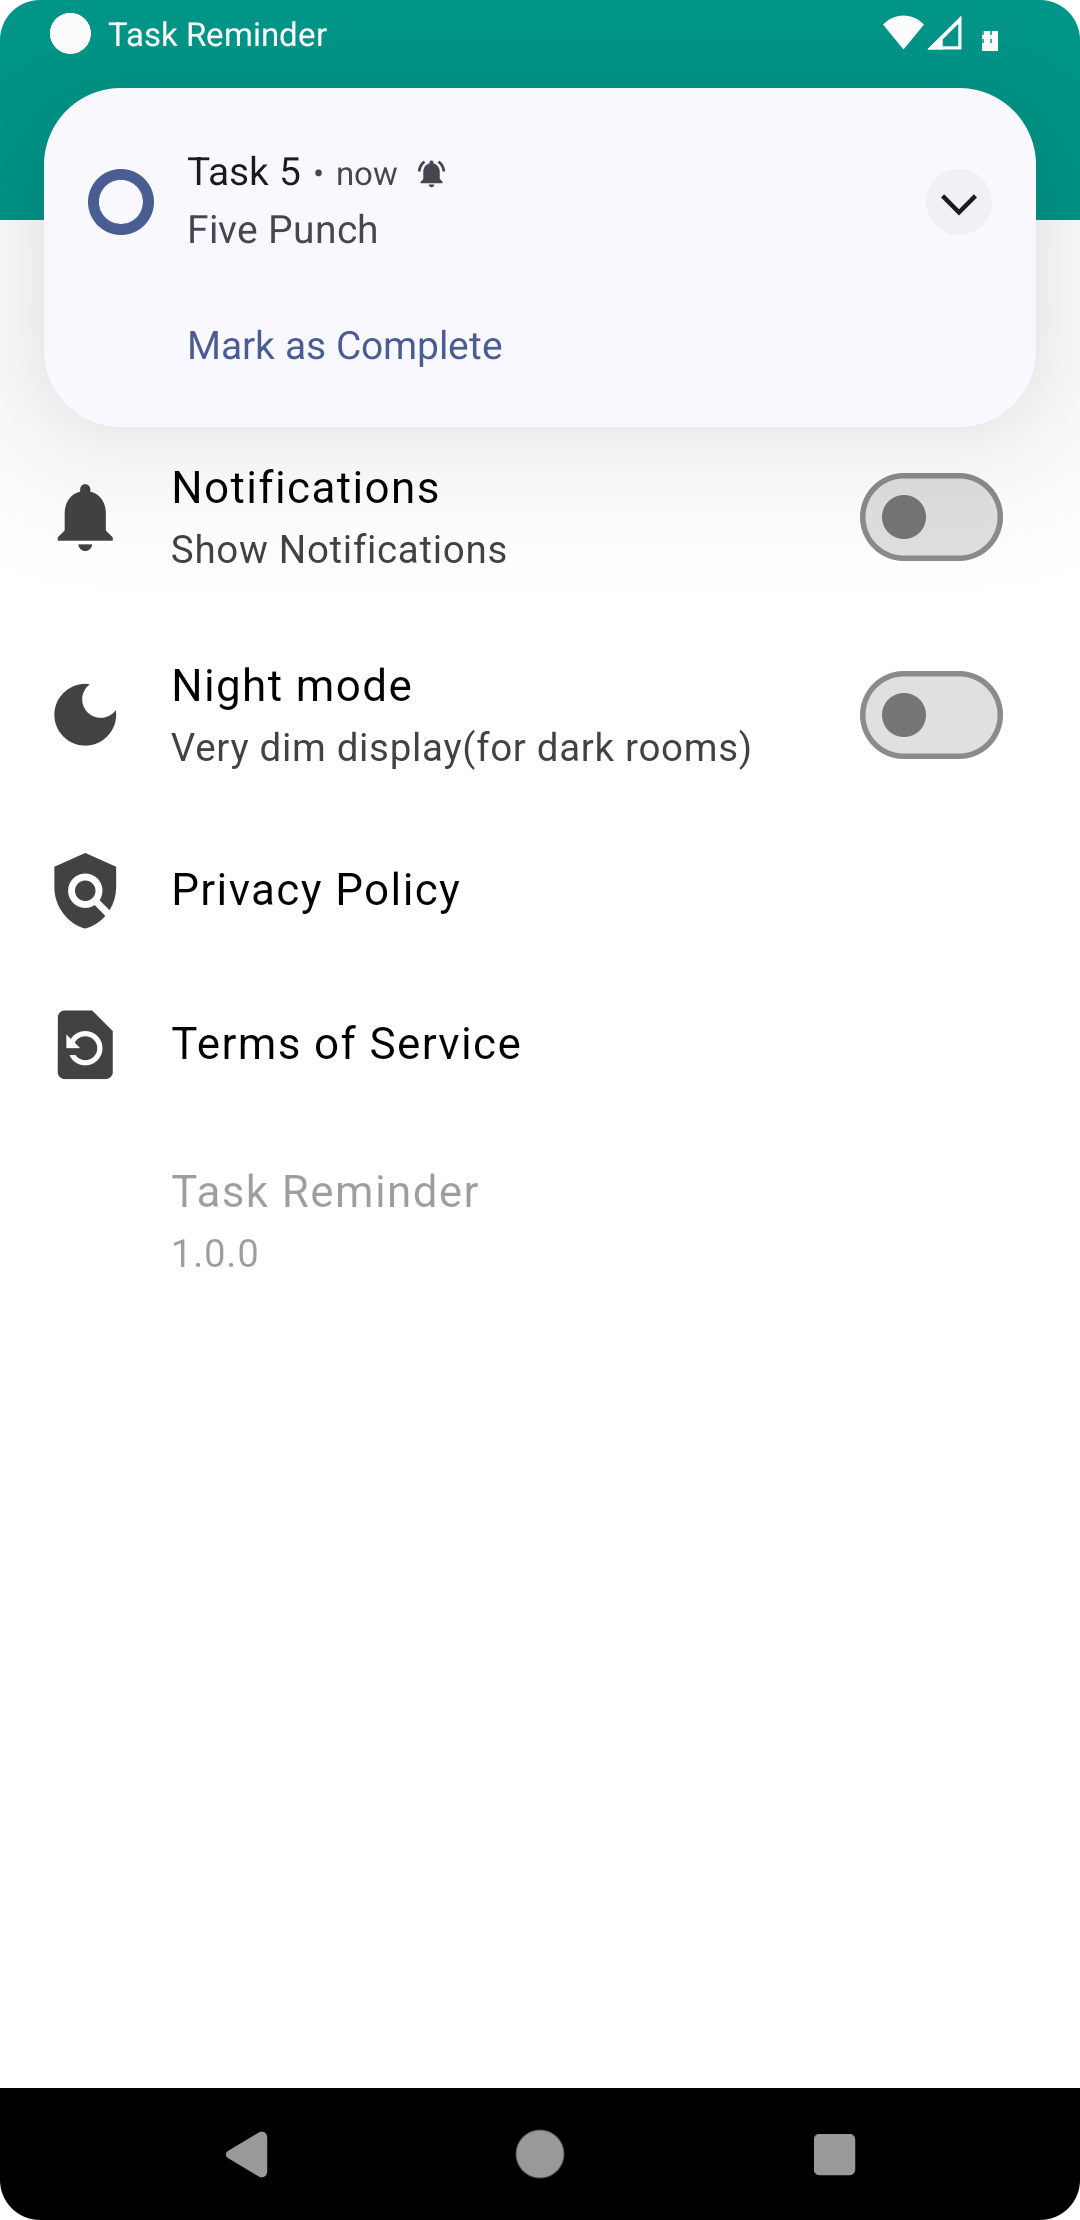 Task Reminder
Task 5 • now
Five Punch
Mark as Complete
Notifications
Show Notifications
Night mode
Very dim display(for dark rooms)
Privacy Policy
Terms of Service
Task Reminder
1.0.0